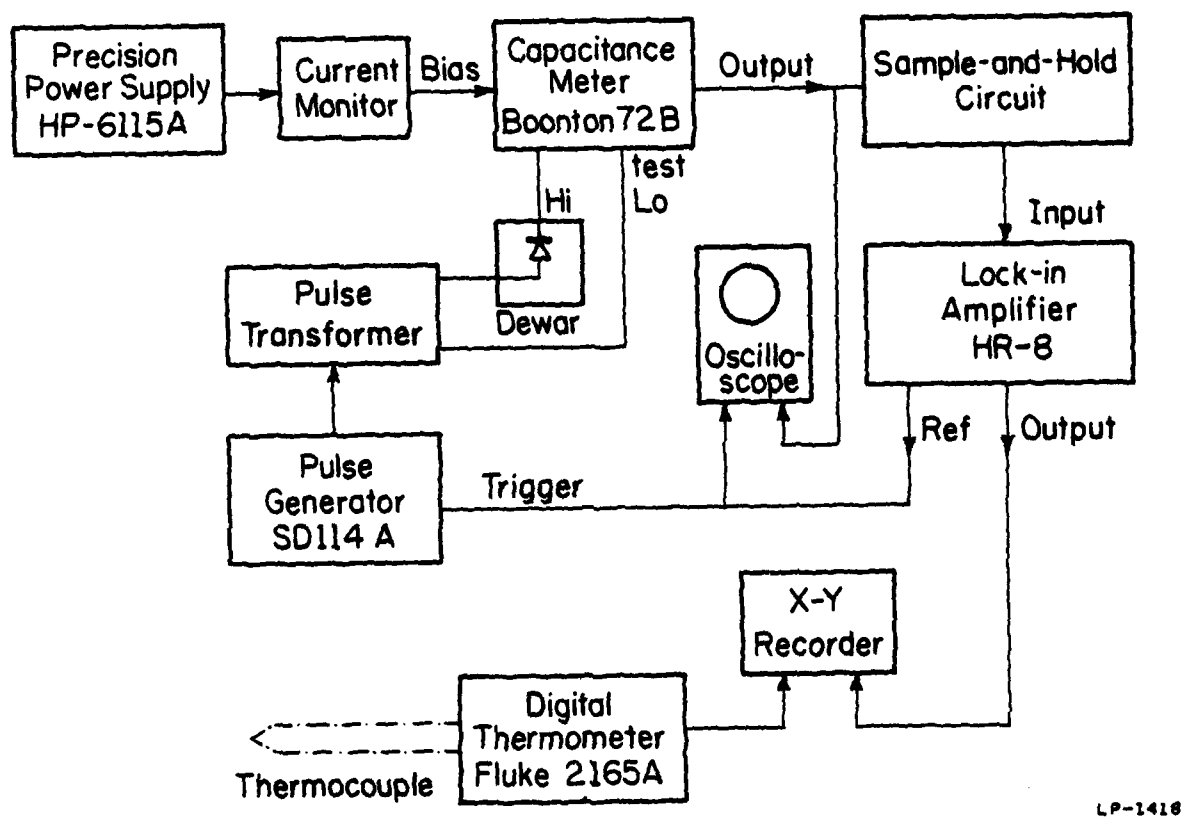 Precision
Power Supply
HP-6115A
Current
Monitor
Bias
Capacitance
Meter
Boonton 72B
Output
Sample-and-Hold
Circuit
test
Hi
Lo
Input
Dewar
Pulse
Transformer
Oscillo-
scope
Lock-in
Amplifier
HR-8
Ref
Output
Pulse
Generator
SD114 A
Trigger
X-Y
Recorder
Digital
Thermometer
Fluke 2165A
Thermocouple
LP-1418